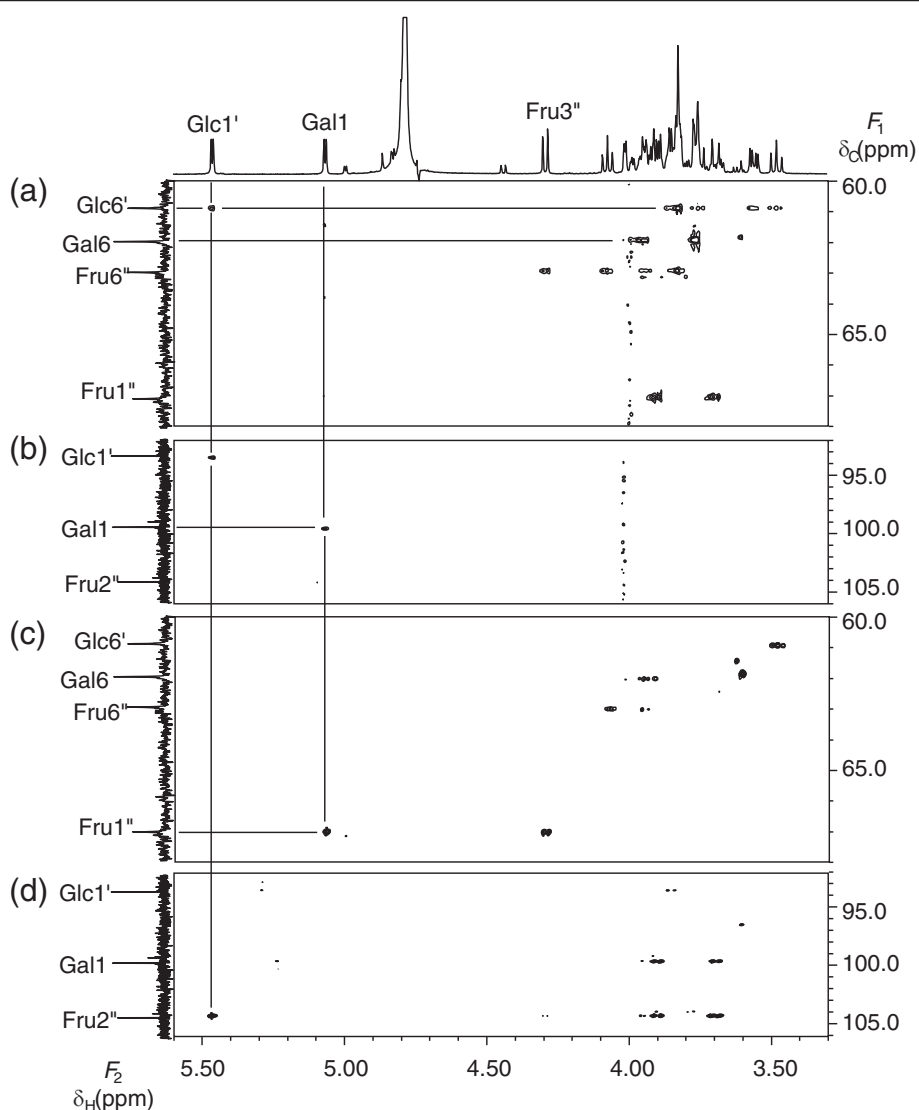 Glc1' Gal1 Fru3" F1
δC(ppm)
(a) 60.0
Glc6'
Gal6
Fru6"
65.0
Fru1"
(b)
Glc1' 95.0
Gal1 100.0
Fru2" 105.0
(c) 60.0
Glc6'
Gal6
Fru6"
65.0
Fru1"
(d) Glc1'
95.0
Gal1 100.0
Fru2" 105.0
F2 5.50 5.00 4.50 4.00 3.50
δH(ppm)